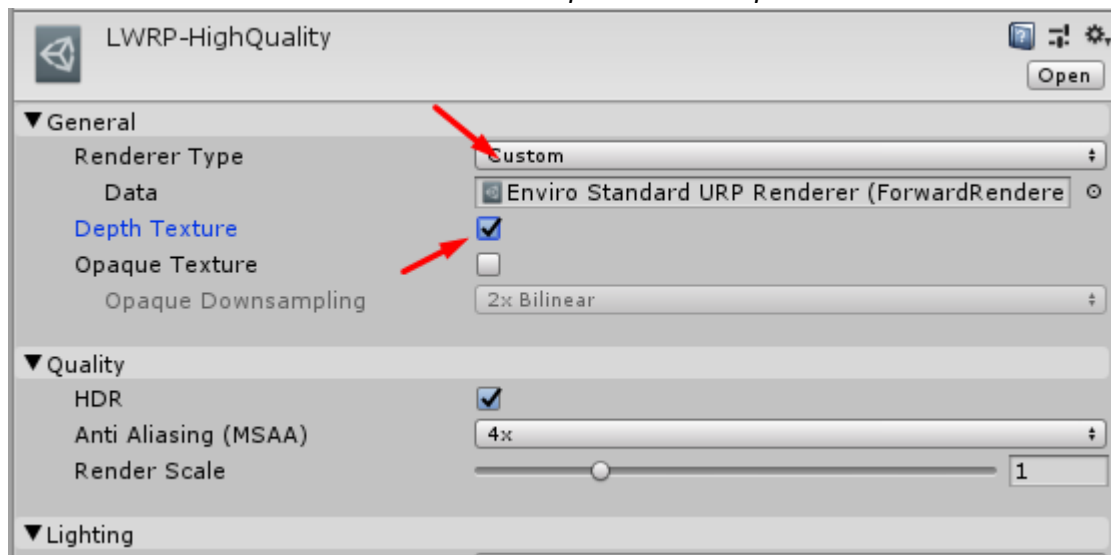 LWRP-HighQuality
Open
General
Renderer Type Custom
Data Enviro Standard URP Renderer (ForwardRendere
Depth Texture
Opaque Texture
Opaque Downsampling 2x Bilinear
Quality
HDR
Anti Aliasing (MSAA) 4x
Render Scale 1
Lighting